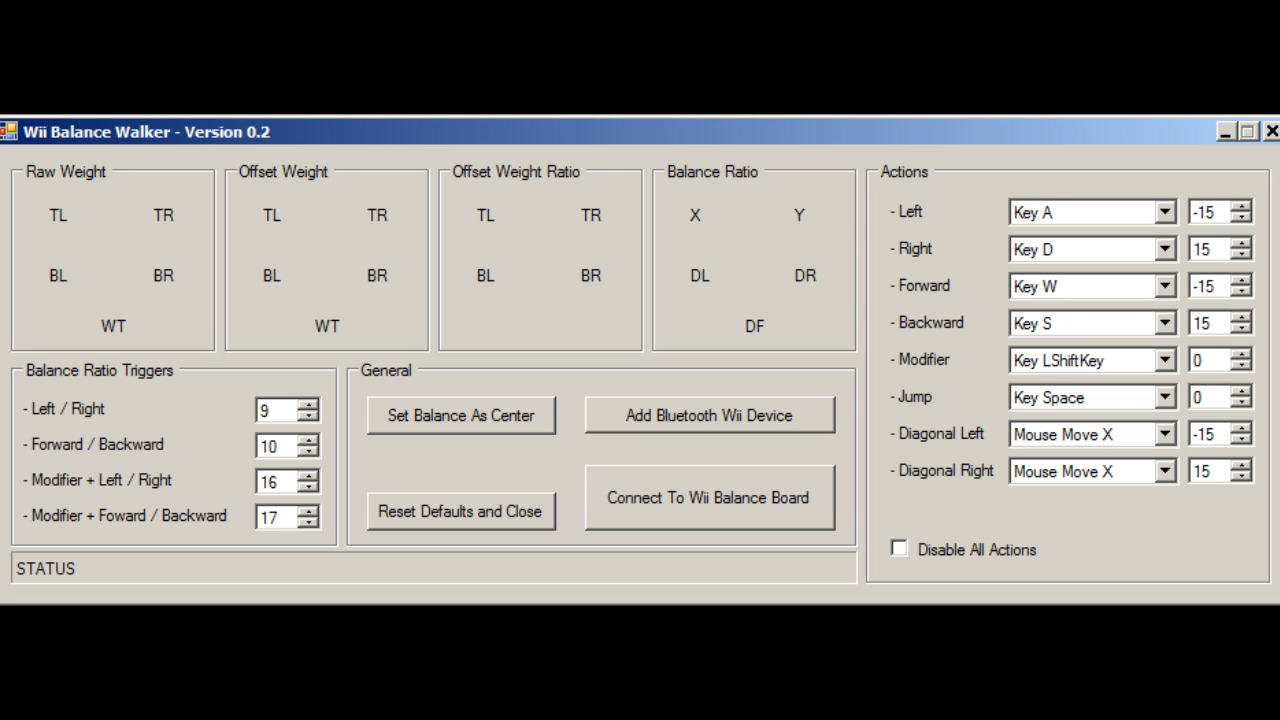 Wii Balance Walker - Version 0.2
Raw Weight
TL TR
BL BR
WT
Offset Weight
TL TR
BL BR
WT
Offset Weight Ratio
TL TR
BL BR
Balance Ratio
X Y
DL DR
DF
Balance Ratio Triggers
- Left / Right 9
- Forward / Backward 10
- Modifier + Left / Right 16
- Modifier + Foward / Backward 17
General
Set Balance As Center
Add Bluetooth Wii Device
Reset Defaults and Close
Connect To Wii Balance Board
STATUS
Actions
- Left Key A -15
- Right Key D 15
- Forward Key W -15
- Backward Key S 15
- Modifier Key LShiftKey 0
- Jump Key Space 0
- Diagonal Left Mouse Move X -15
- Diagonal Right Mouse Move X 15
Disable All Actions